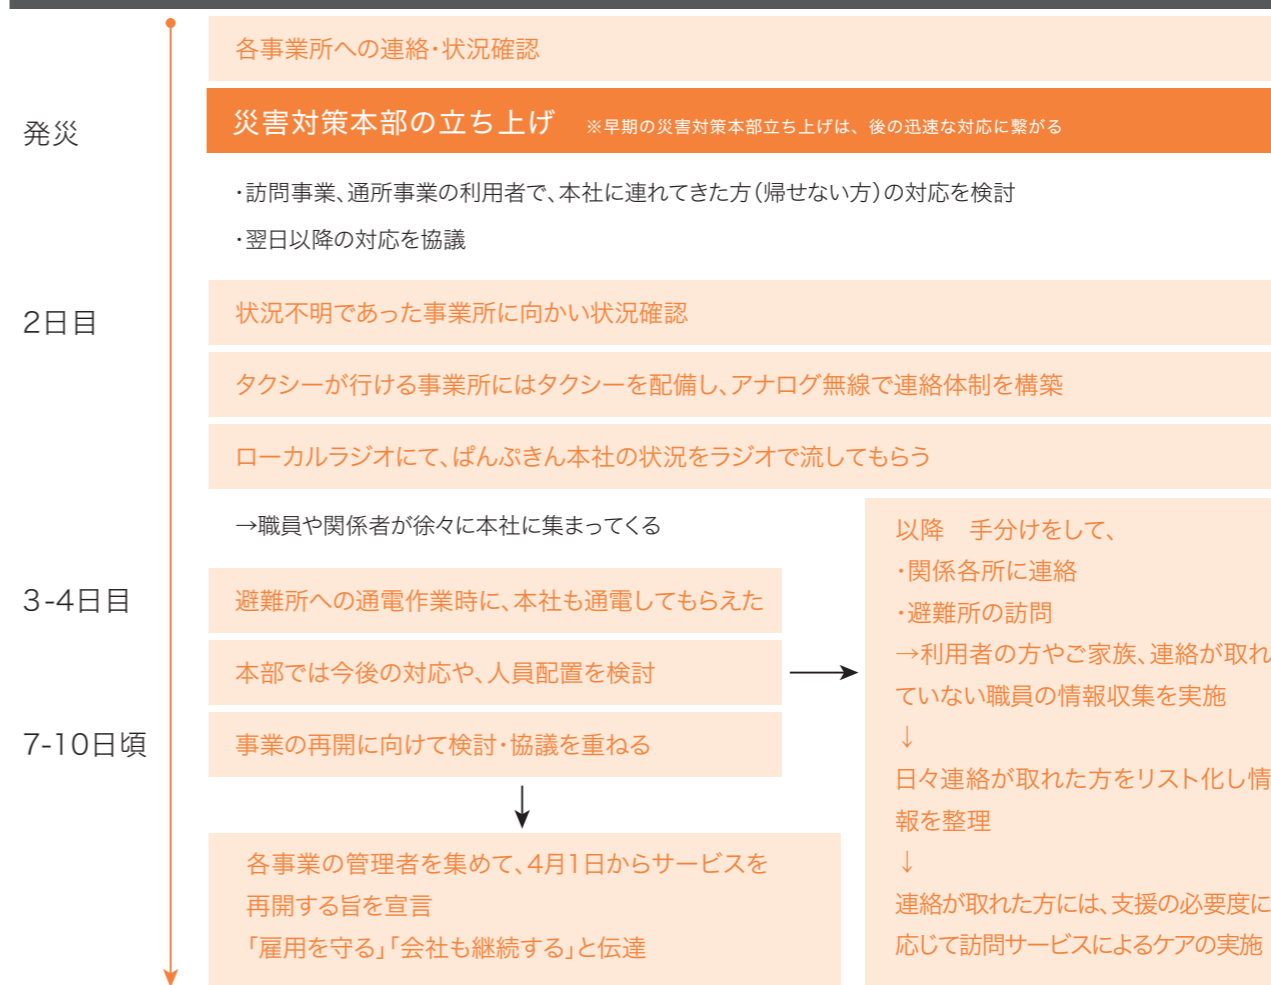 各事業所への連絡・状況確認
発災
災害対策本部の立ち上げ ※早期の災害対策本部立ち上げは、後の迅速な対応に繋がる
・訪問事業、通所事業の利用者で、本社に連れてきた方(帰せない方)の対応を検討
・翌日以降の対応を協議
2日目
状況不明であった事業所に向かい状況確認
タクシーが行ける事業所にはタクシーを配備し、アナログ無線で連絡体制を構築
ローカルラジオにて、ぱんぷきん本社の状況をラジオで流してもらう
→職員や関係者が徐々に本社に集まってくる
3-4日目
避難所への通電作業時に、本社も通電してもらえた
本部では今後の対応や、人員配置を検討
7-10日頃
事業の再開に向けて検討・協議を重ねる
↓
各事業の管理者を集めて、4月1日からサービスを
再開する旨を宣言
「雇用を守る」「会社も継続する」と伝達
→
以降　手分けをして、
・関係各所に連絡
・避難所の訪問
→利用者の方やご家族、連絡が取れ
ていない職員の情報収集を実施
↓
日々連絡が取れた方をリスト化し情
報を整理
↓
連絡が取れた方には、支援の必要度に
応じて訪問サービスによるケアの実施